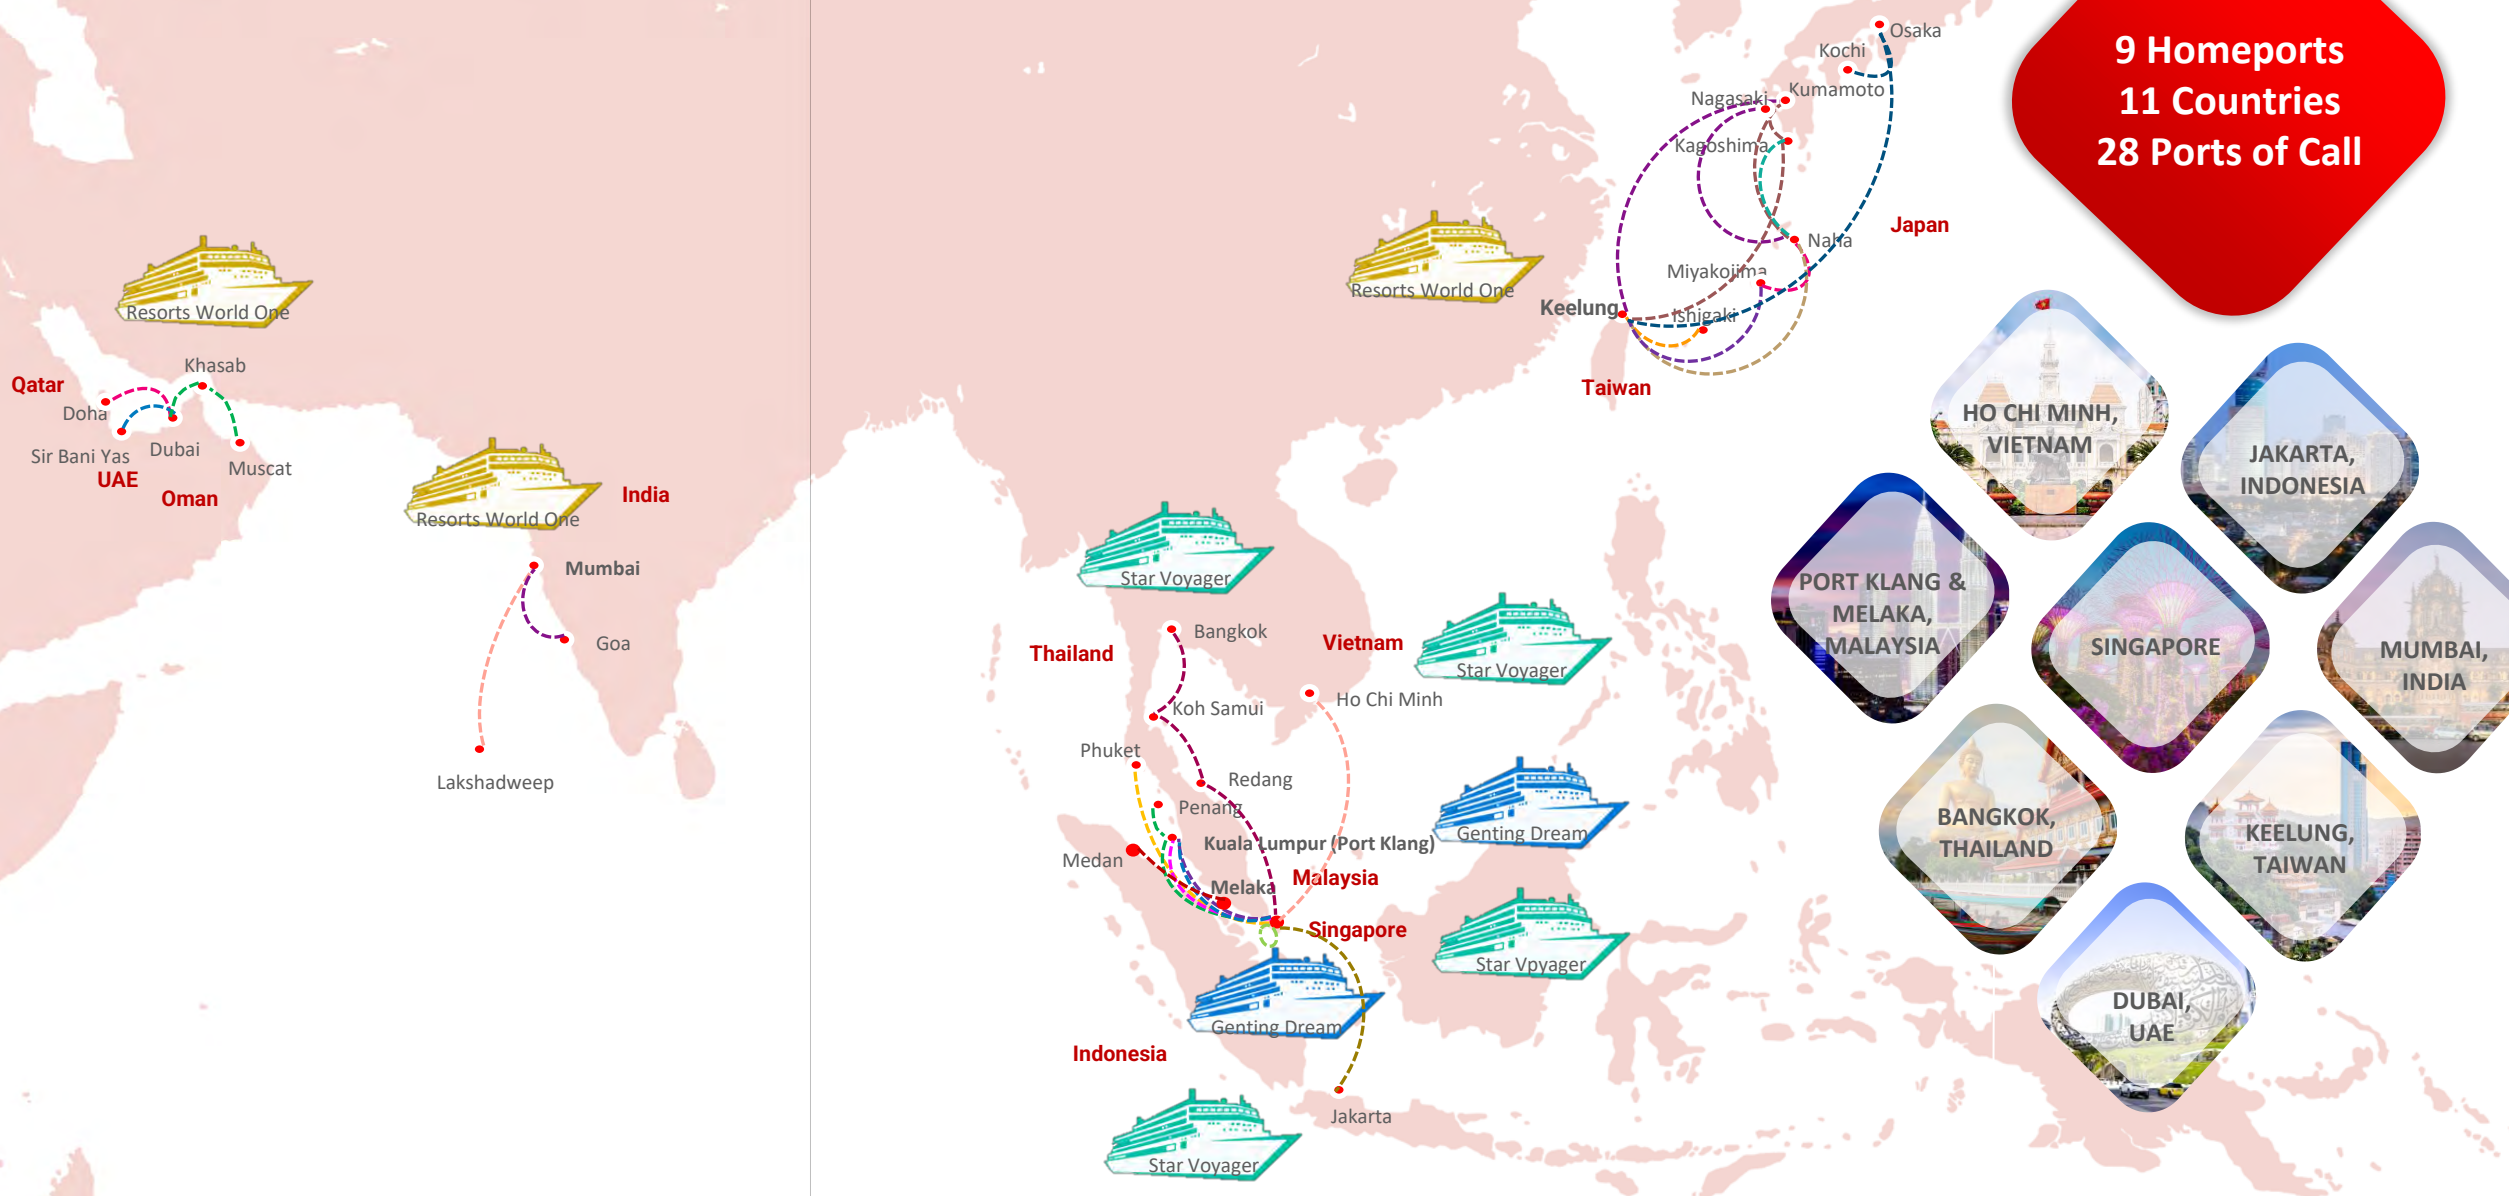 9 Homeports
11 Countries
28 Ports of Call
Osaka
Kochi
Kumamoto
Nagasaki
Kagoshima
Japan
Naha
Miyakojima
Keelung
Ishigaki
Taiwan
Resorts World One
Resorts World One
Khasab
Qatar
Doha
Sir Bani Yas
Dubai
Muscat
UAE
Oman
Resorts World One
India
Mumbai
Goa
Lakshadweep
Star Voyager
Bangkok
Thailand
Vietnam
Star Voyager
Koh Samui
Ho Chi Minh
Phuket
Redang
Penang
Kuala Lumpur (Port Klang)
Genting Dream
Medan
Melaka
Malaysia
Singapore
Star Vpyager
Genting Dream
Indonesia
Jakarta
Star Voyager
HO CHI MINH,
VIETNAM
JAKARTA,
INDONESIA
PORT KLANG &
MELAKA,
MALAYSIA
SINGAPORE
MUMBAI,
INDIA
BANGKOK,
THAILAND
KEELUNG,
TAIWAN
DUBAI,
UAE